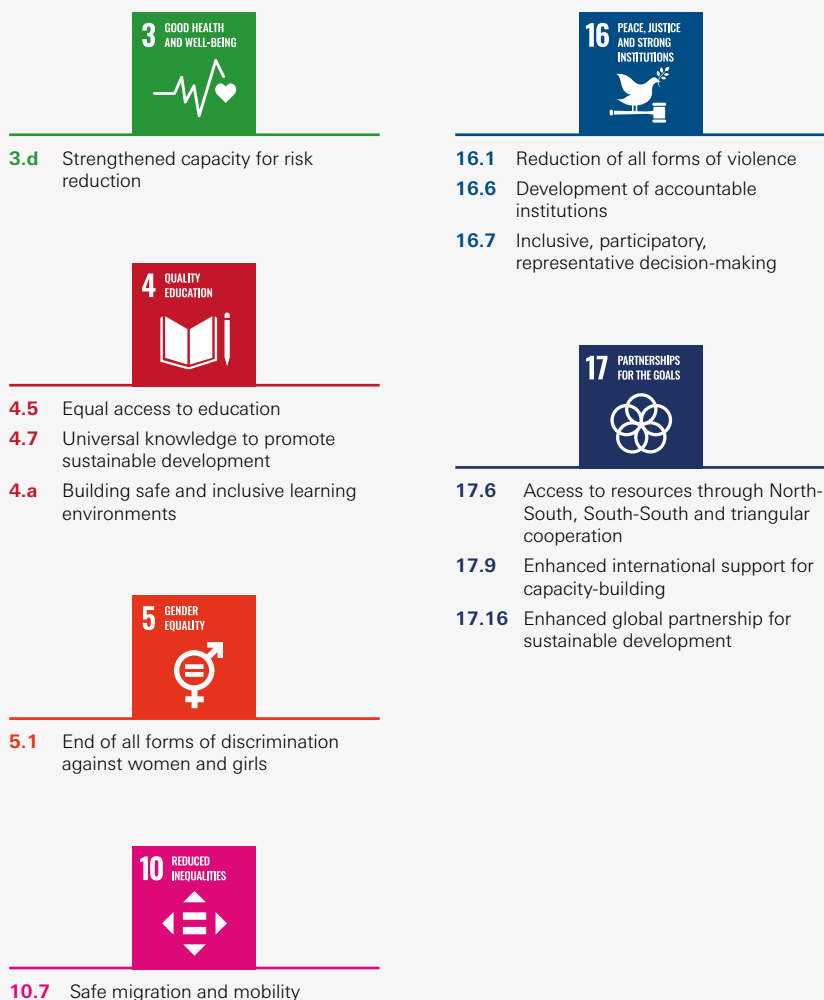 3 GOOD HEALTH
AND WELL-BEING
3.d Strengthened capacity for risk
reduction
4 QUALITY
EDUCATION
4.5 Equal access to education
4.7 Universal knowledge to promote
sustainable development
4.a Building safe and inclusive learning
environments
5 GENDER
EQUALITY
5.1 End of all forms of discrimination
against women and girls
10 REDUCED
INEQUALITIES
10.7 Safe migration and mobility
16 PEACE, JUSTICE
AND STRONG
INSTITUTIONS
16.1 Reduction of all forms of violence
16.6 Development of accountable
institutions
16.7 Inclusive, participatory,
representative decision-making
17 PARTNERSHIPS
FOR THE GOALS
17.6 Access to resources through North-
South, South-South and triangular
cooperation
17.9 Enhanced international support for
capacity-building
17.16 Enhanced global partnership for
sustainable development